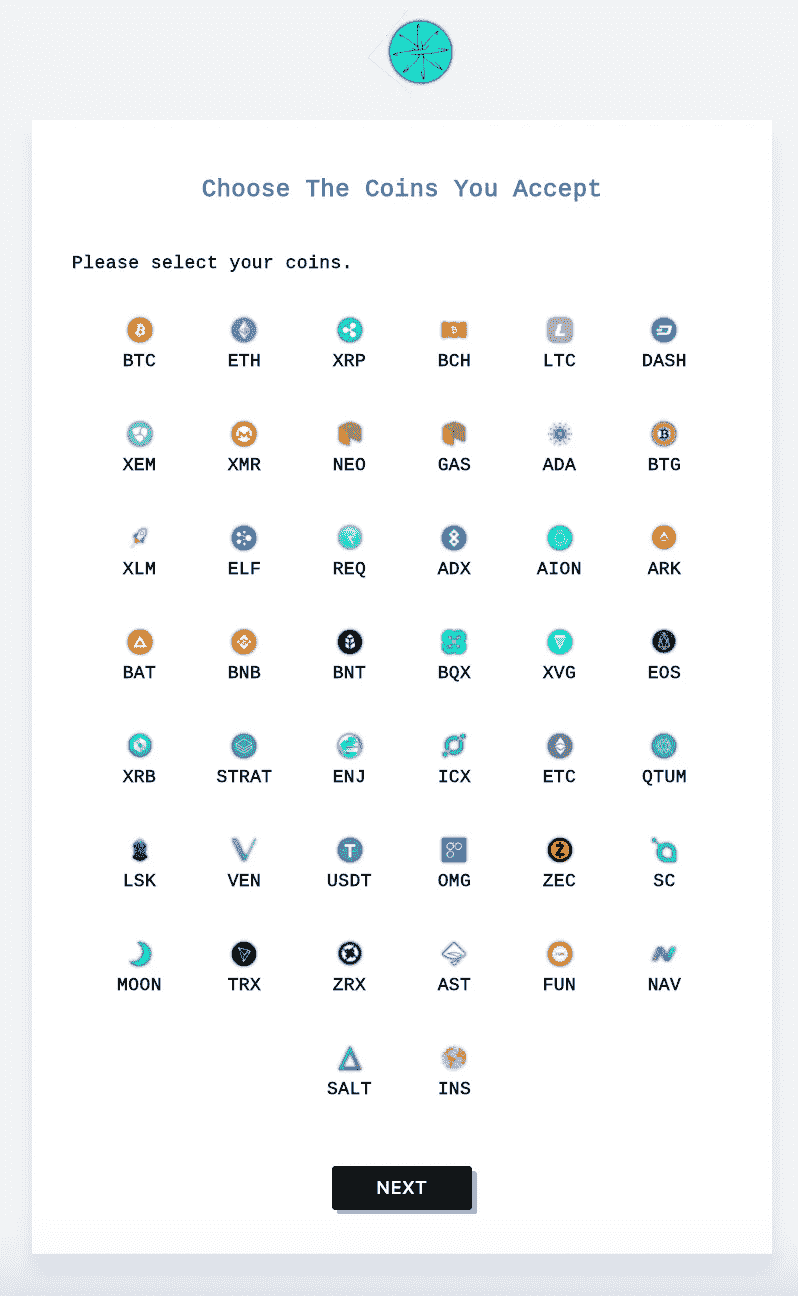 Choose The Coins You Accept
Please select your coins.
BTC ETH XRP BCH LTC DASH
XEM XMR NEO GAS ADA BTG
XLM ELF REQ ADX AION ARK
BAT BNB BNT BQX XVG EOS
XRB STRAT ENJ ICX ETC QTUM
LSK VEN USDT OMG ZEC SC
MOON TRX ZRX AST FUN NAV
SALT INS
NEXT